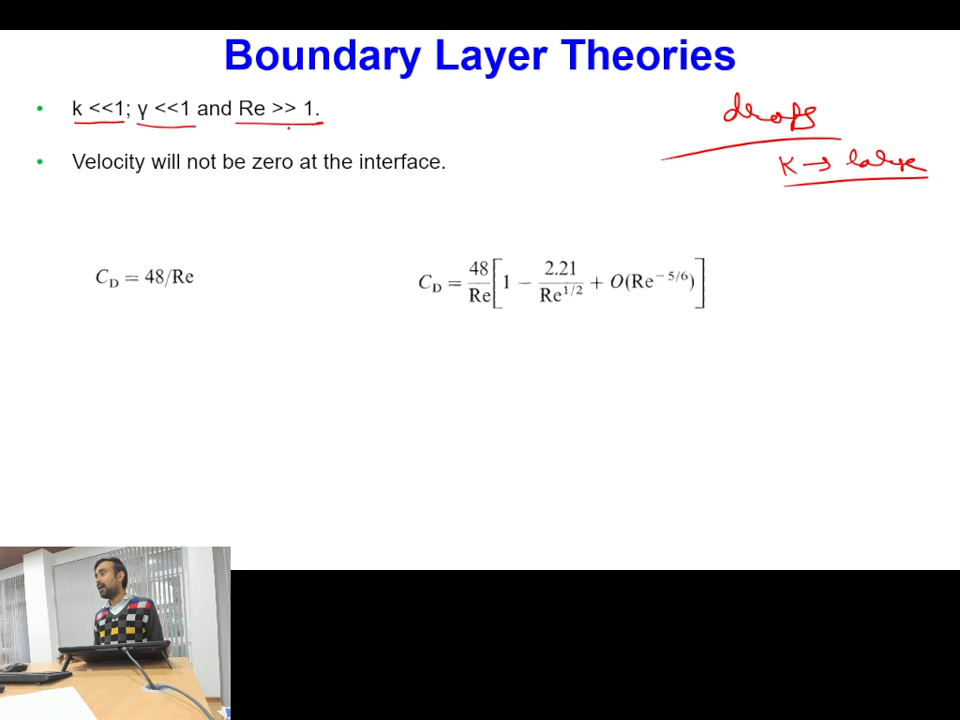 Boundary Layer Theories
• k <<1; γ <<1 and Re >> 1.
drops
• Velocity will not be zero at the interface.
K → large
C_D = 48/Re
C_D = 48/Re [1 − 2.21/Re^{1/2} + O(Re^{−5/6})]